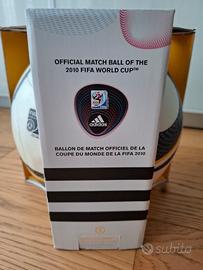 OFFICIAL MATCH BALL OF THE
2010 FIFA WORLD CUP™
adidas
BALLON DE MATCH OFFICIEL DE LA
COUPE DU MONDE DE LA FIFA 2010
subito